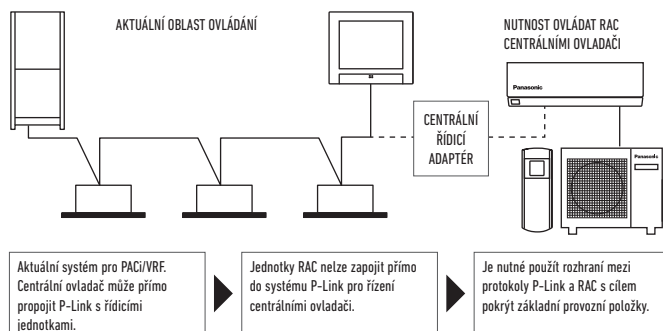 AKTUÁLNÍ OBLAST OVLÁDÁNÍ
NUTNOST OVLÁDAT RAC
CENTRÁLNÍMI OVLADAČI
Panasonic
CENTRÁLNÍ
ŘÍDICÍ
ADAPTÉR
Panasonic
Aktuální systém pro PACi/VRF.
Centrální ovladač může přímo
propojit P-Link s řídicími
jednotkami.
Jednotky RAC nelze zapojit přímo
do systému P-Link pro řízení
centrálními ovladači.
Je nutné použít rozhraní mezi
protokoly P-Link a RAC s cílem
pokrýt základní provozní položky.